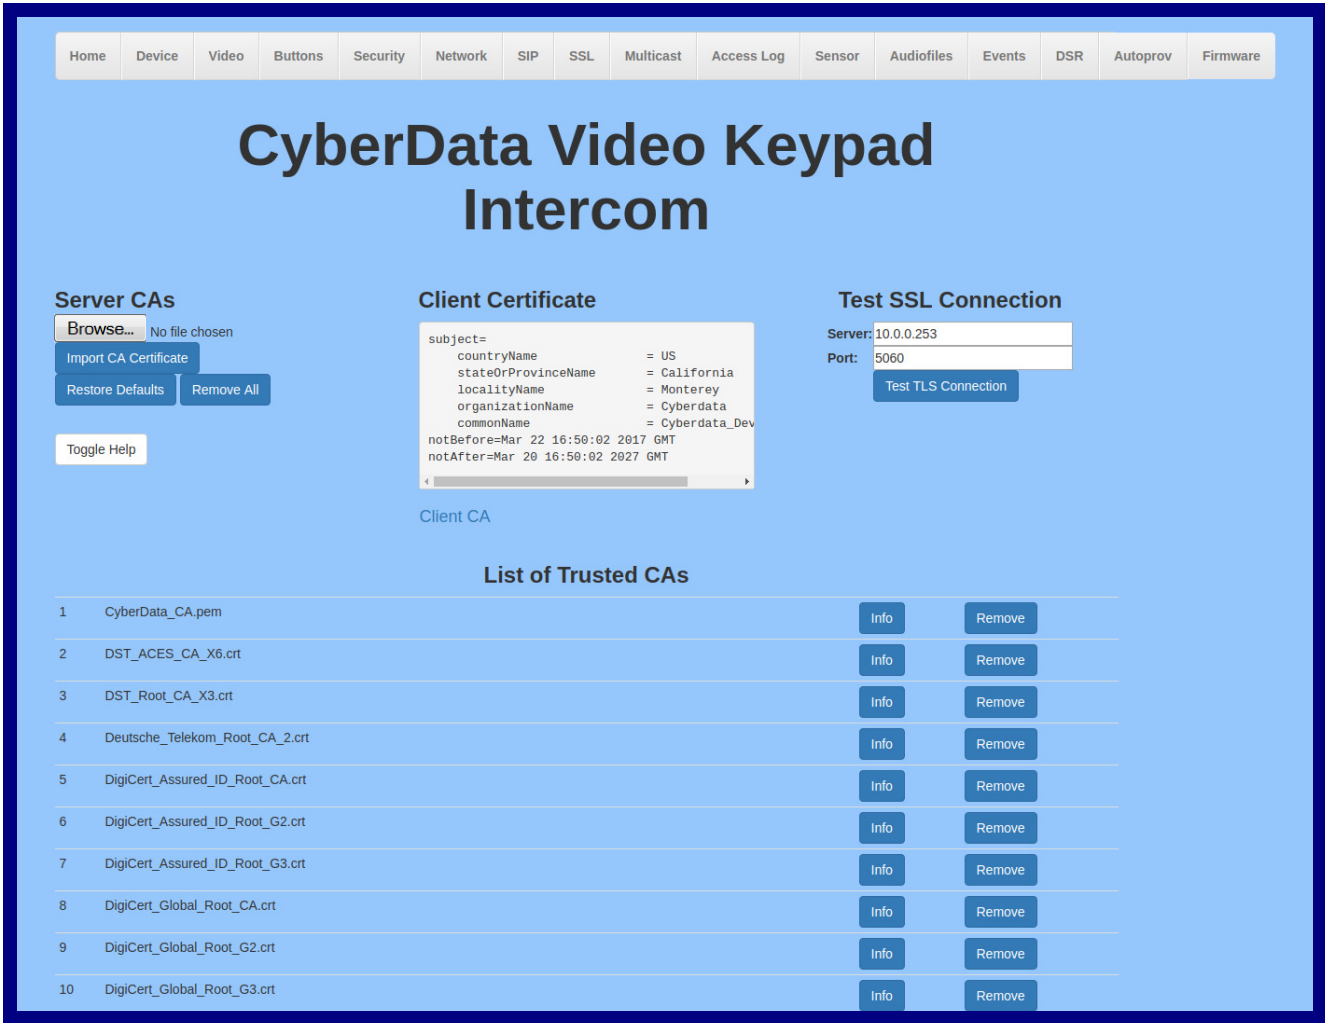 Home Device Video Buttons Security Network SIP SSL Multicast Access Log Sensor Audiofiles Events DSR Autoprov Firmware
CyberData Video Keypad
Intercom
Server CAs
Browse... No file chosen
Import CA Certificate
Restore Defaults Remove All
Toggle Help
Client Certificate
subject=
countryName = US
stateOrProvinceName = California
localityName = Monterey
organizationName = Cyberdata
commonName = Cyberdata_Dev
notBefore=Mar 22 16:50:02 2017 GMT
notAfter=Mar 20 16:50:02 2027 GMT
Client CA
Test SSL Connection
Server: 10.0.0.253
Port: 5060
Test TLS Connection
List of Trusted CAs
1 CyberData_CA.pem Info Remove
2 DST_ACES_CA_X6.crt Info Remove
3 DST_Root_CA_X3.crt Info Remove
4 Deutsche_Telekom_Root_CA_2.crt Info Remove
5 DigiCert_Assured_ID_Root_CA.crt Info Remove
6 DigiCert_Assured_ID_Root_G2.crt Info Remove
7 DigiCert_Assured_ID_Root_G3.crt Info Remove
8 DigiCert_Global_Root_CA.crt Info Remove
9 DigiCert_Global_Root_G2.crt Info Remove
10 DigiCert_Global_Root_G3.crt Info Remove